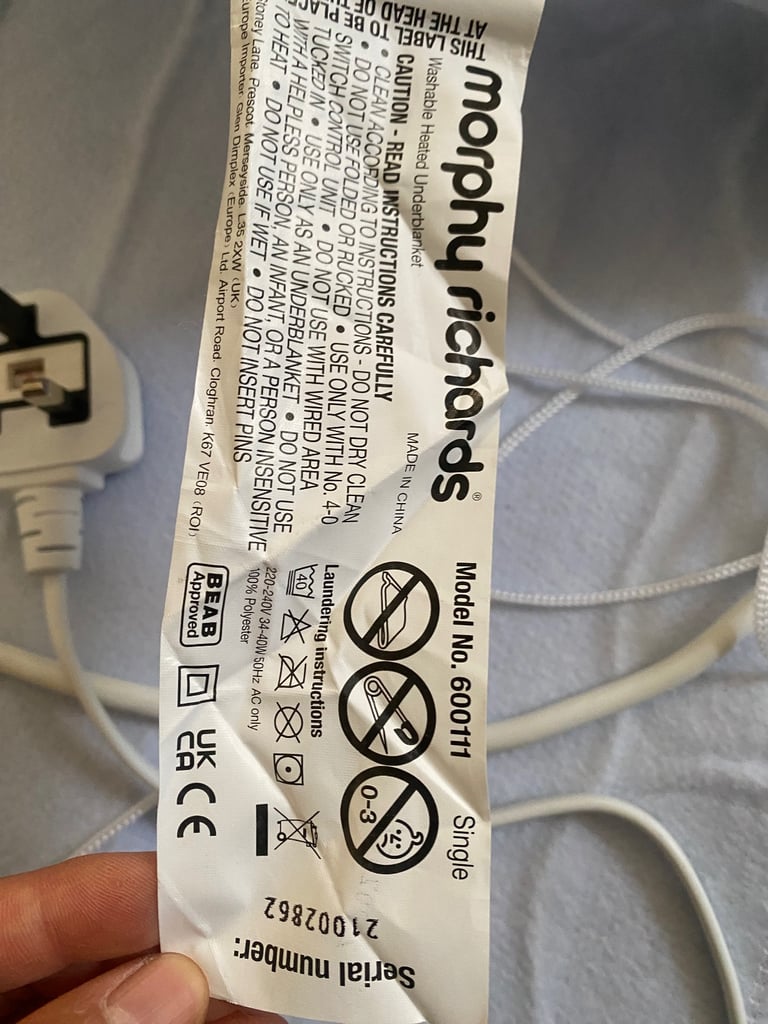 THIS LABEL TO BE PLAC
AT THE HEAD OF
morphy richards®
Washable Heated Underblanket
MADE IN CHINA
CAUTION - READ INSTRUCTIONS CAREFULLY
• CLEAN ACCORDING TO INSTRUCTIONS - DO NOT DRY CLEAN
• DO NOT USE FOLDED OR RUCKED • USE ONLY WITH No. 4-0
SWITCH CONTROL UNIT • DO NOT USE WITH WIRED AREA
TUCKED IN • USE ONLY AS AN UNDERBLANKET • DO NOT USE
WITH A HELPLESS PERSON, AN INFANT, OR A PERSON INSENSITIVE
TO HEAT • DO NOT USE IF WET • DO NOT INSERT PINS
Stoney Lane, Prescot, Merseyside. L35 2XW (UK)
Europe Importer: Glen Dimplex (Europe) Ltd. Airport Road, Cloghran, K67 VE08 (ROI)
Model No. 600111
Single
0-3
Laundering instructions
40
220-240V 34-40W 50Hz AC only
100% Polyester
BEAB
Approved
UK
CA
CE
Serial number:
21002862